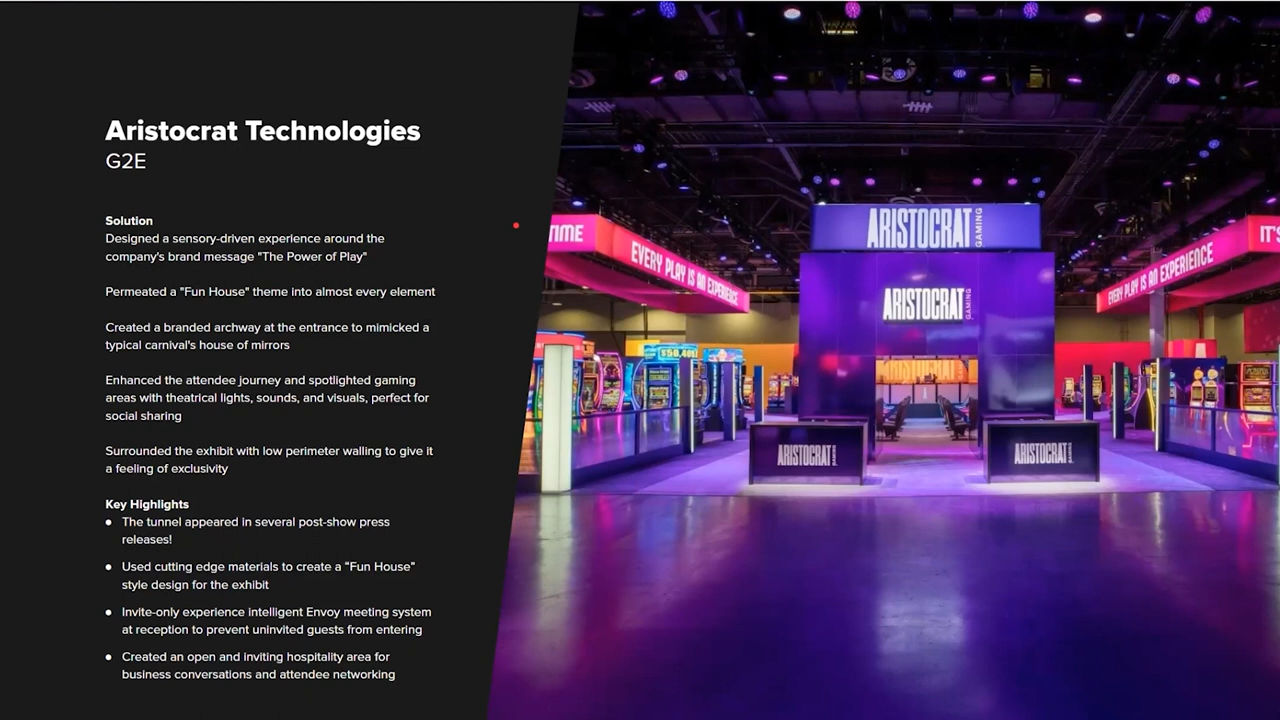 Aristocrat Technologies
G2E
Solution
Designed a sensory-driven experience around the
company's brand message "The Power of Play"
Permeated a "Fun House" theme into almost every element
Created a branded archway at the entrance to mimicked a
typical carnival's house of mirrors
Enhanced the attendee journey and spotlighted gaming
areas with theatrical lights, sounds, and visuals, perfect for
social sharing
Surrounded the exhibit with low perimeter walling to give it
a feeling of exclusivity
Key Highlights
The tunnel appeared in several post-show press
releases!
Used cutting edge materials to create a “Fun House”
style design for the exhibit
Invite-only experience intelligent Envoy meeting system
at reception to prevent uninvited guests from entering
Created an open and inviting hospitality area for
business conversations and attendee networking
ARISTOCRAT GAMING
TIME
EVERY PLAY IS AN EXPERIENCE
EVERY PLAY IS AN EXPERIENCE
IT'S
ARISTOCRAT GAMING
ARISTOCRAT
ARISTOCRAT GAMING
ARISTOCRAT GAMING